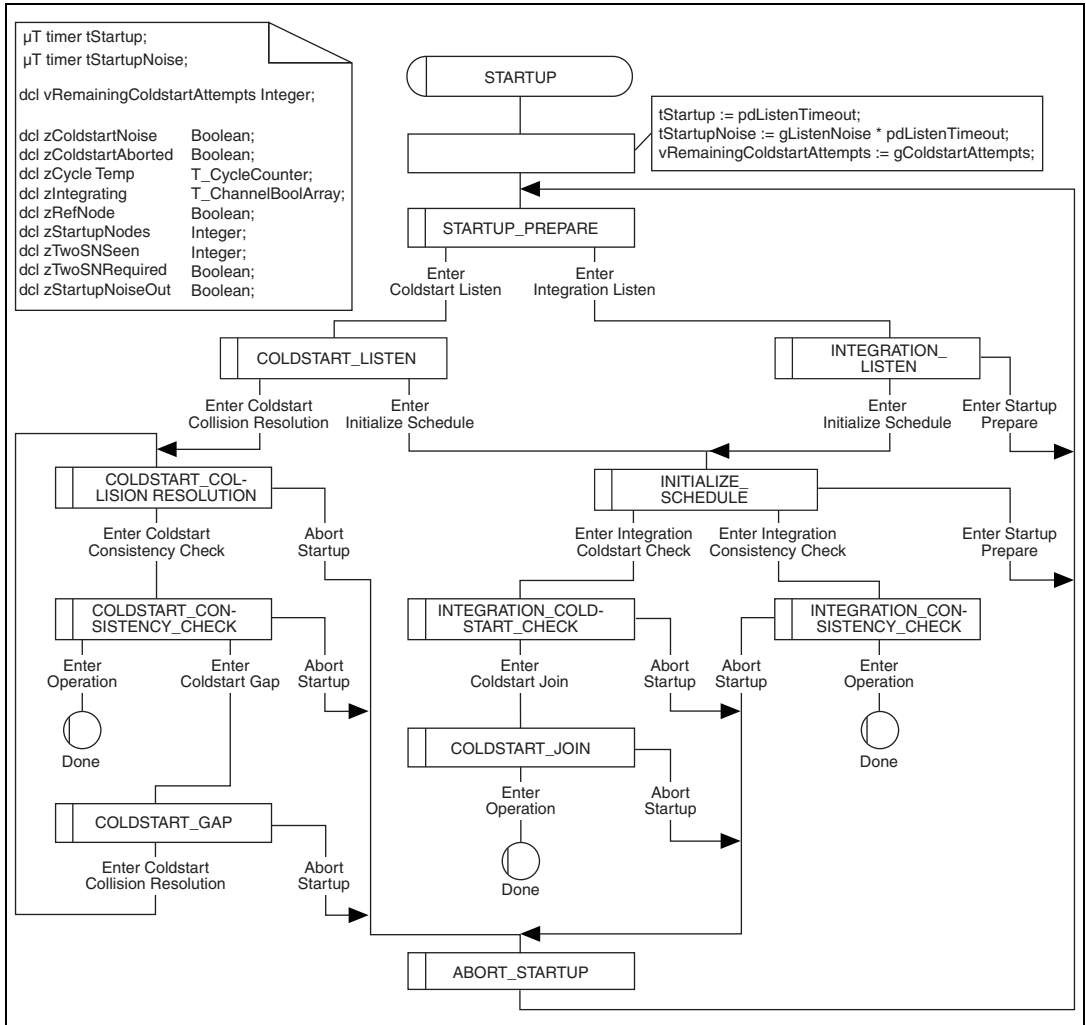 µT timer tStartup;
µT timer tStartupNoise;
dcl vRemainingColdstartAttempts Integer;
dcl zColdstartNoise Boolean;
dcl zColdstartAborted Boolean;
dcl zCycle Temp T_CycleCounter;
dcl zIntegrating T_ChannelBoolArray;
dcl zRefNode Boolean;
dcl zStartupNodes Integer;
dcl zTwoSNSeen Integer;
dcl zTwoSNRequired Boolean;
dcl zStartupNoiseOut Boolean;
STARTUP
tStartup := pdListenTimeout;
tStartupNoise := gListenNoise * pdListenTimeout;
vRemainingColdstartAttempts := gColdstartAttempts;
STARTUP_PREPARE
Enter
Coldstart Listen
Enter
Integration Listen
COLDSTART_LISTEN
INTEGRATION_
LISTEN
Enter Coldstart
Collision Resolution
Enter
Initialize Schedule
Enter
Initialize Schedule
Enter Startup
Prepare
COLDSTART_COL-
LISION RESOLUTION
INITIALIZE_
SCHEDULE
Enter Coldstart
Consistency Check
Abort
Startup
Enter Integration
Coldstart Check
Enter Integration
Consistency Check
Enter Startup
Prepare
COLDSTART_CON-
SISTENCY_CHECK
INTEGRATION_COLD-
START_CHECK
INTEGRATION_CON-
SISTENCY_CHECK
Enter
Operation
Enter
Coldstart Gap
Abort
Startup
Enter
Coldstart Join
Abort
Startup
Abort
Startup
Enter
Operation
Done
COLDSTART_JOIN
Done
Enter
Operation
Abort
Startup
COLDSTART_GAP
Enter Coldstart
Collision Resolution
Abort
Startup
Done
ABORT_STARTUP